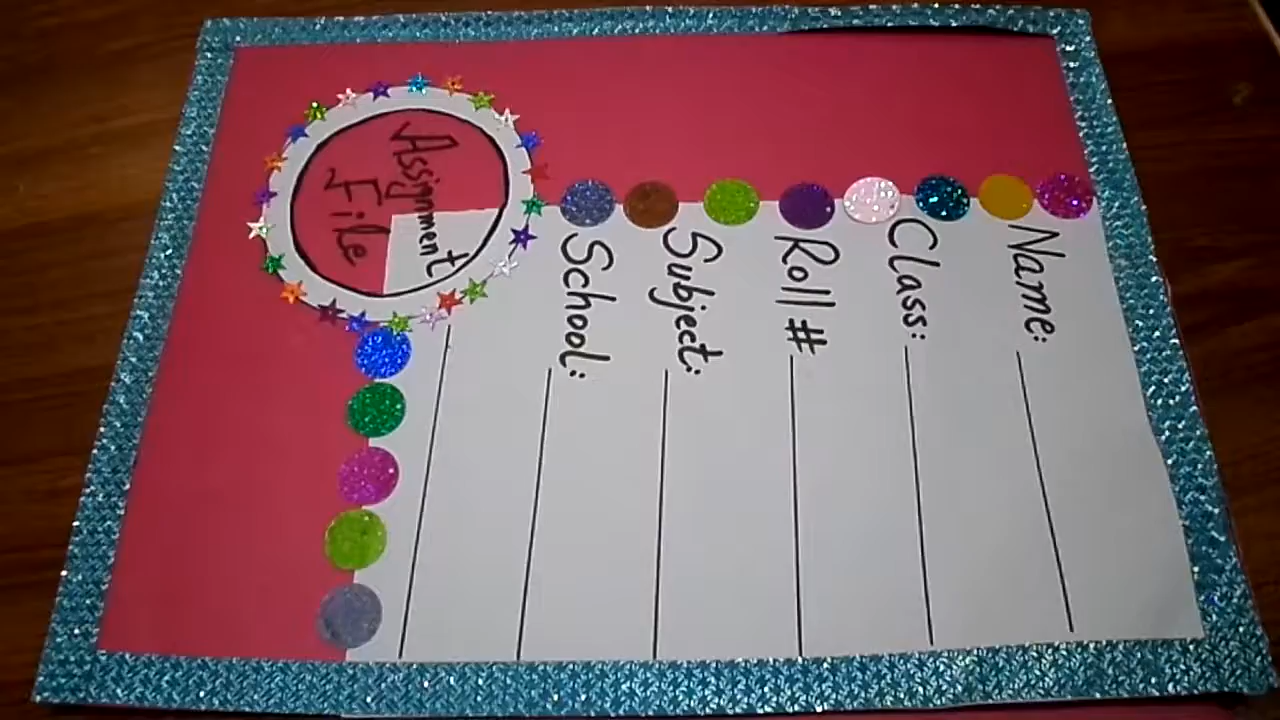 Name:
Class:
Roll #
Subject:
School:
Assignment
File